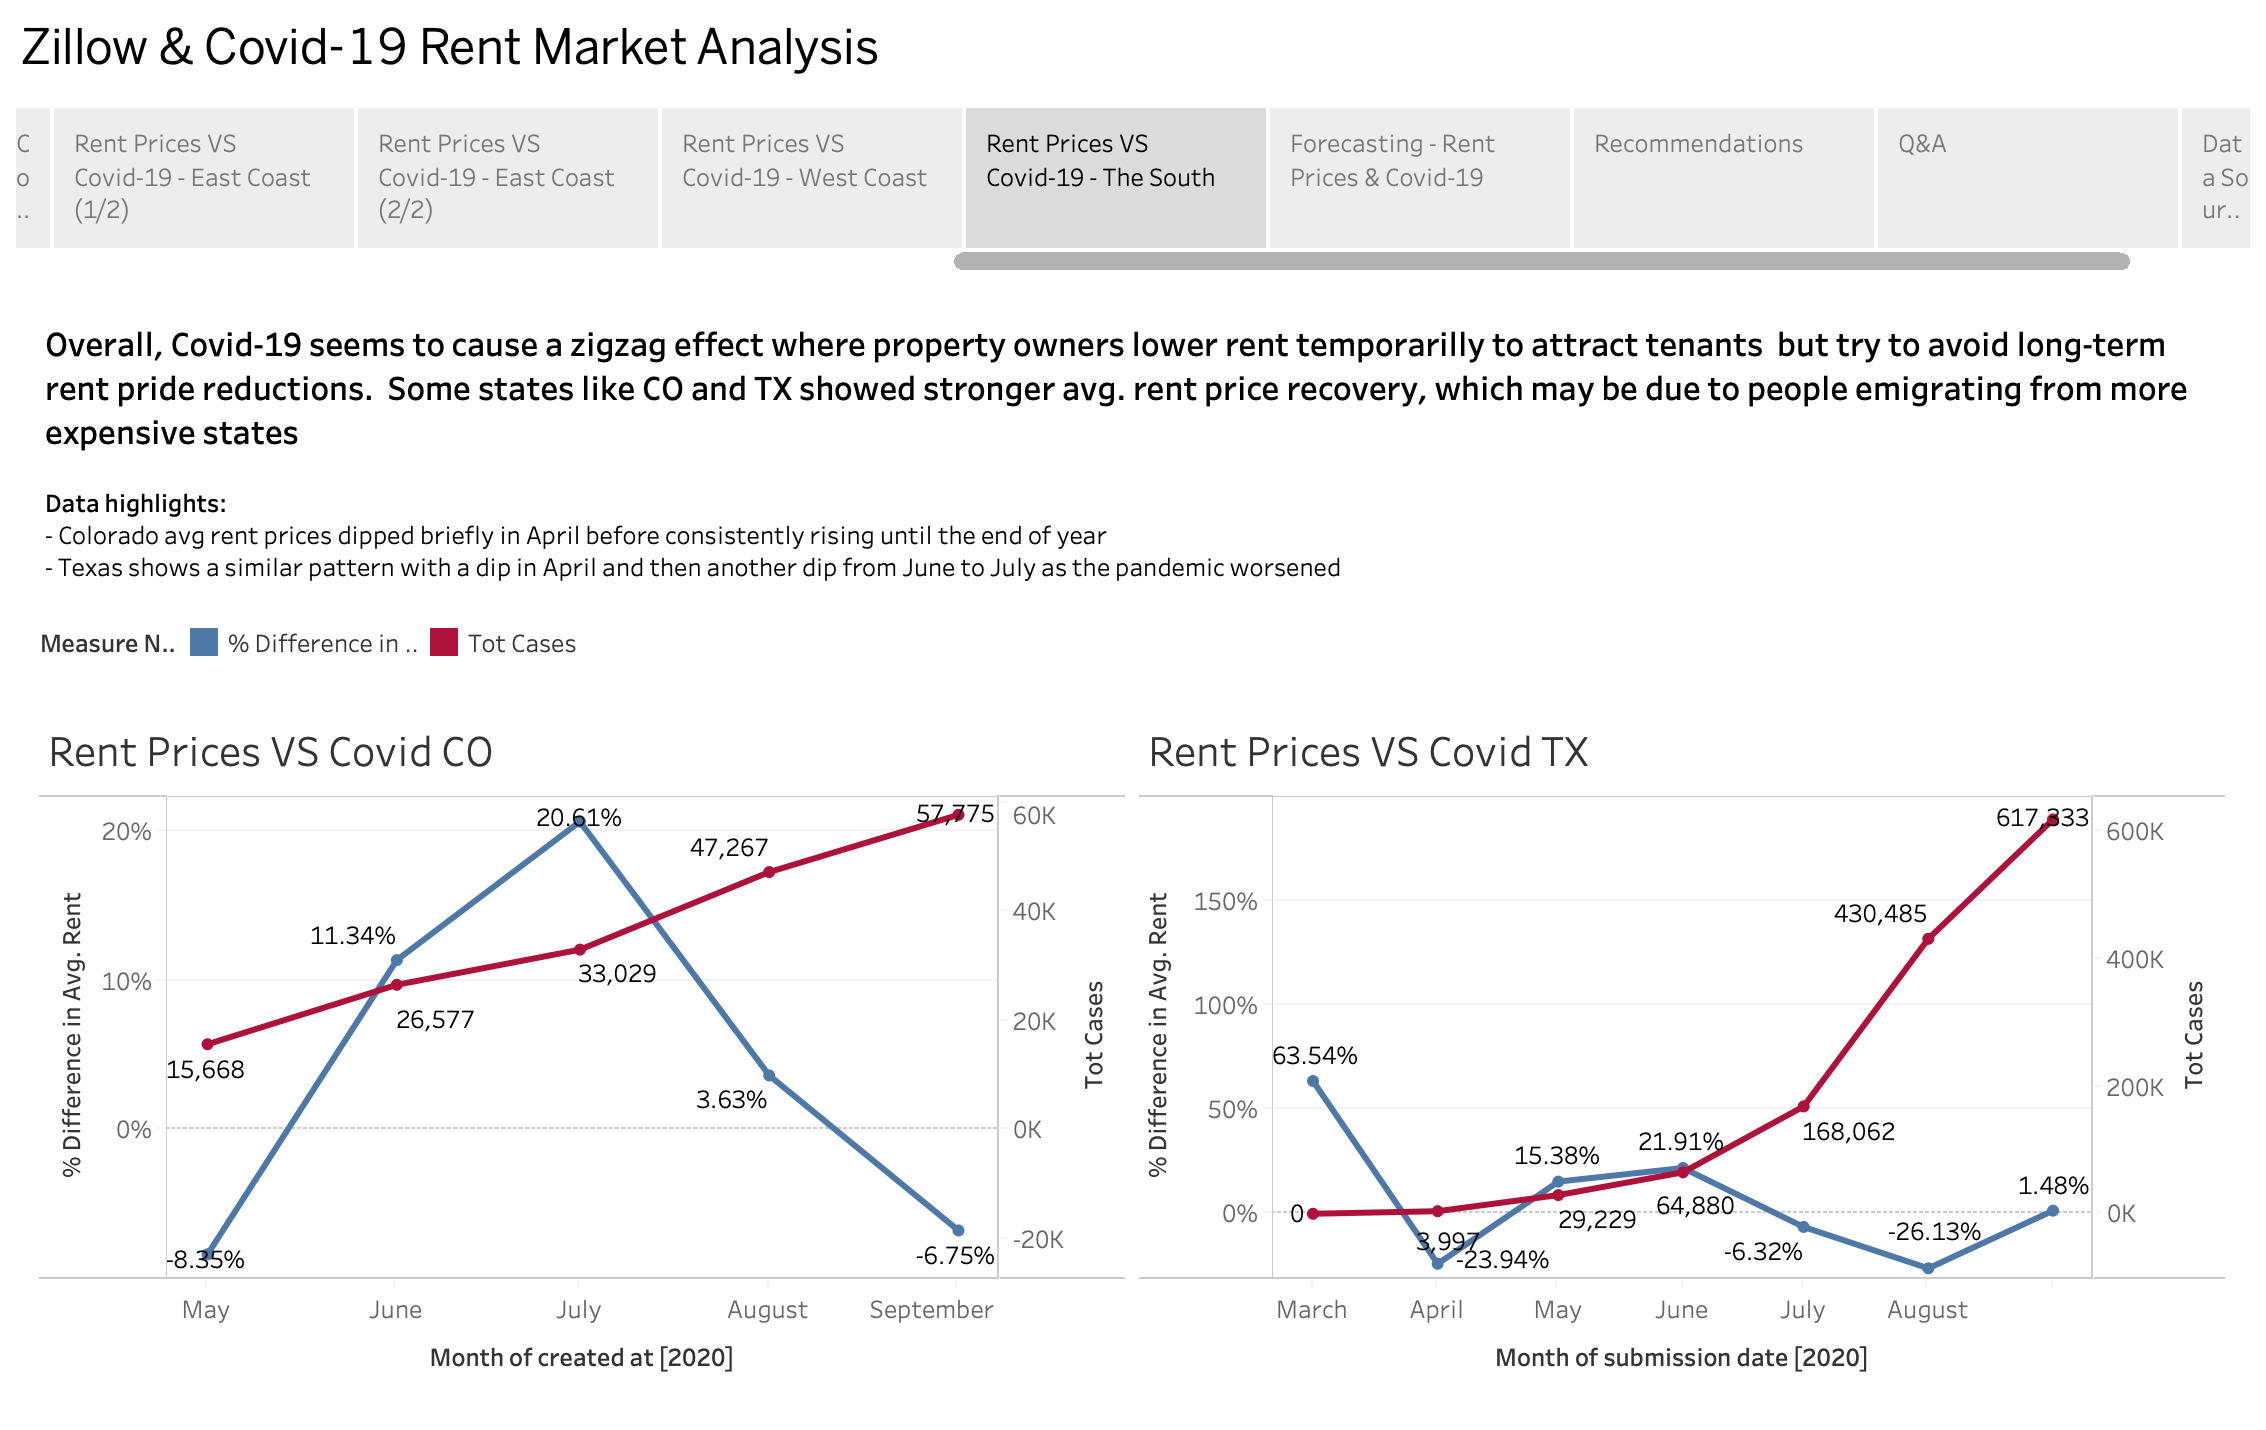 Zillow & Covid-19 Rent Market Analysis
C
o
..
Rent Prices VS
Covid-19 - East Coast
(1/2)
Rent Prices VS
Covid-19 - East Coast
(2/2)
Rent Prices VS
Covid-19 - West Coast
Rent Prices VS
Covid-19 - The South
Forecasting - Rent
Prices & Covid-19
Recommendations
Q&A
Dat
a So
ur..
Overall, Covid-19 seems to cause a zigzag effect where property owners lower rent temporarilly to attract tenants  but try to avoid long-term
rent pride reductions.  Some states like CO and TX showed stronger avg. rent price recovery, which may be due to people emigrating from more
expensive states
Data highlights:
- Colorado avg rent prices dipped briefly in April before consistently rising until the end of year
- Texas shows a similar pattern with a dip in April and then another dip from June to July as the pandemic worsened
Measure N.. % Difference in .. Tot Cases
Rent Prices VS Covid CO
% Difference in Avg. Rent
20%
10%
0%
20.61%
57,775
47,267
11.34%
33,029
26,577
15,668
3.63%
-8.35%
-6.75%
60K
40K
20K
0K
-20K
Tot Cases
May June July August September
Month of created at [2020]
Rent Prices VS Covid TX
% Difference in Avg. Rent
150%
100%
50%
0%
617,333
430,485
63.54%
168,062
21.91%
15.38%
1.48%
0
64,880
29,229
3,997
-23.94%
-6.32%
-26.13%
600K
400K
200K
0K
Tot Cases
March April May June July August
Month of submission date [2020]